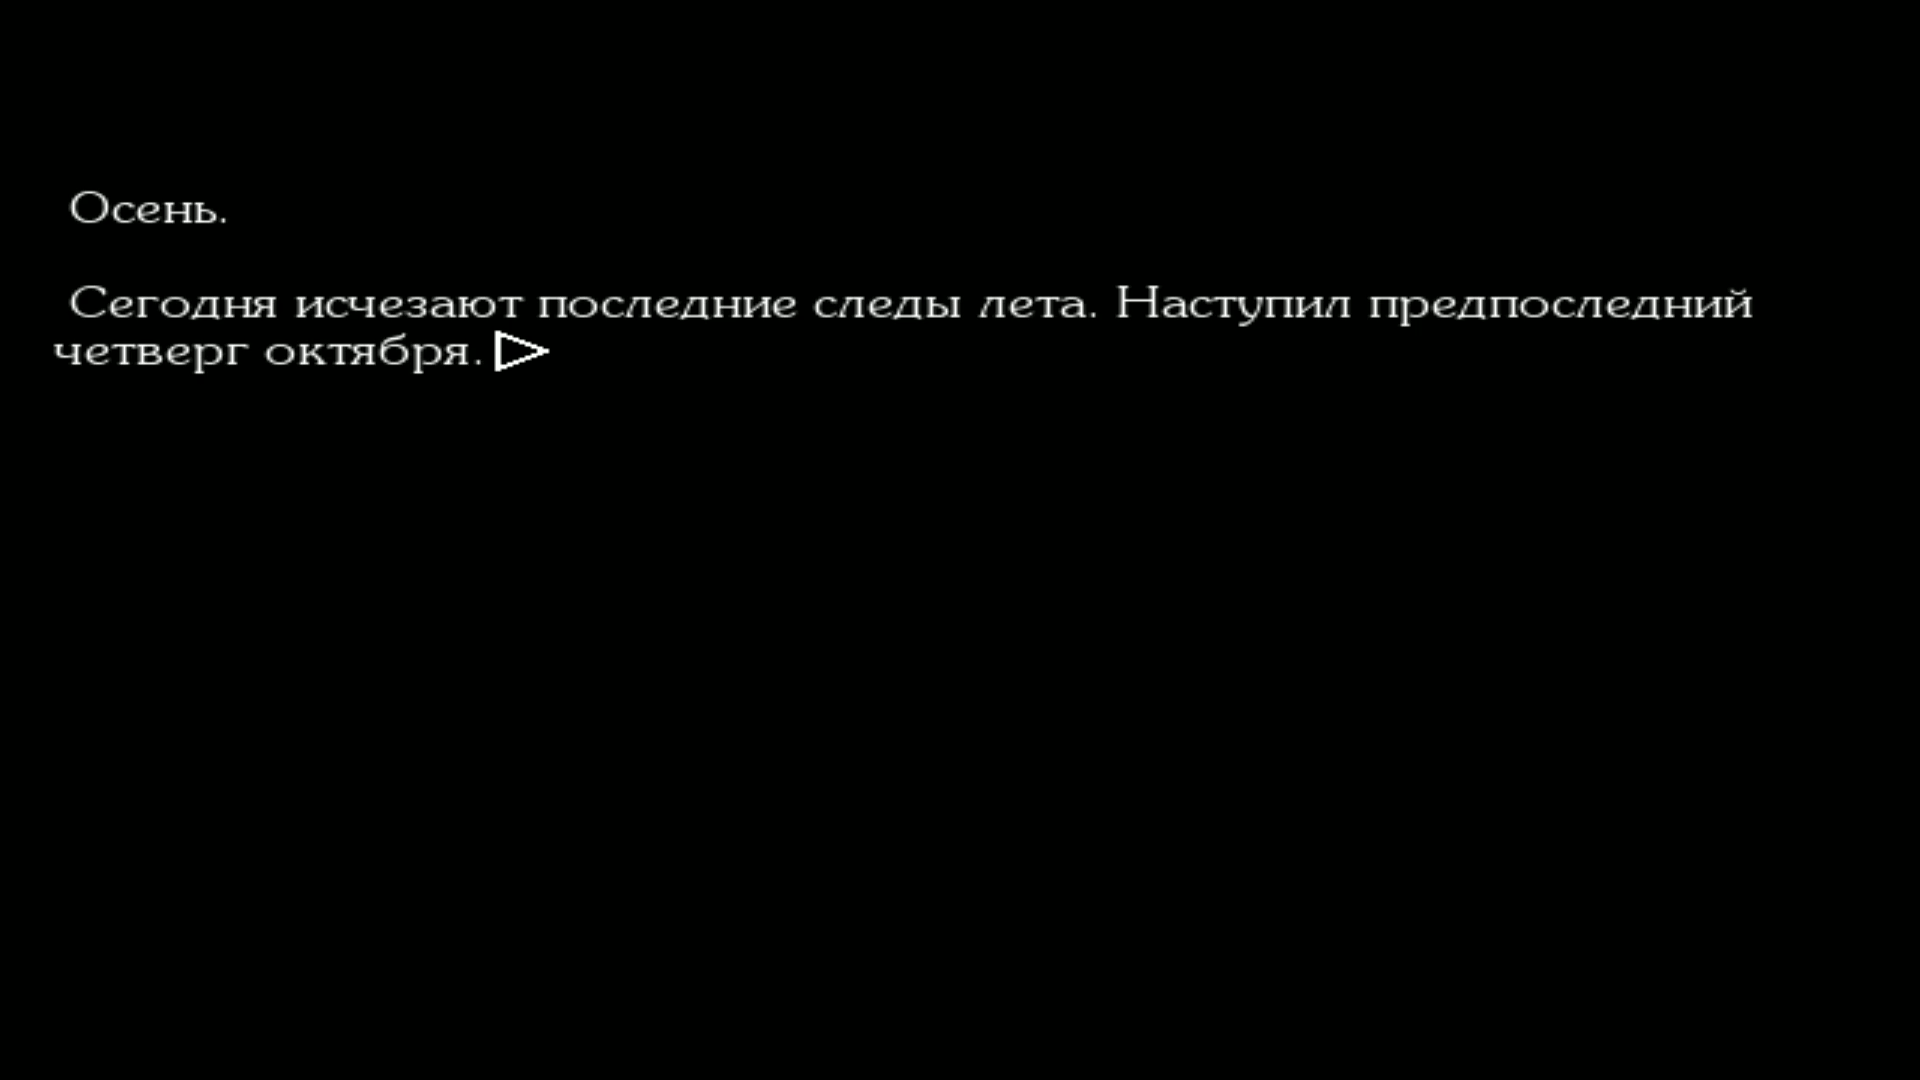 Осень.
Сегодня исчезают последние следы лета. Наступил предпоследний
четверг октября.